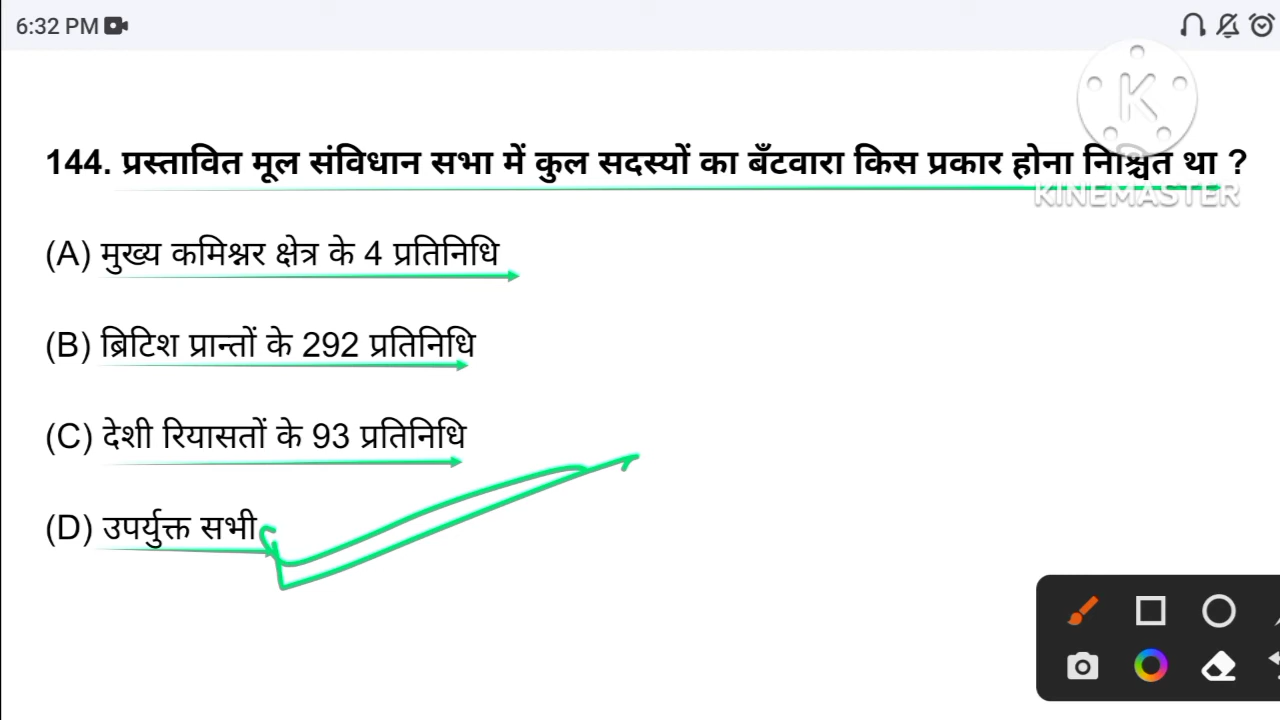 6:32 PM
144. प्रस्तावित मूल संविधान सभा में कुल सदस्यों का बँटवारा किस प्रकार होना निश्चित था ?
KINEMASTER
(A) मुख्य कमिश्नर क्षेत्र के 4 प्रतिनिधि
(B) ब्रिटिश प्रान्तों के 292 प्रतिनिधि
(C) देशी रियासतों के 93 प्रतिनिधि
(D) उपर्युक्त सभी